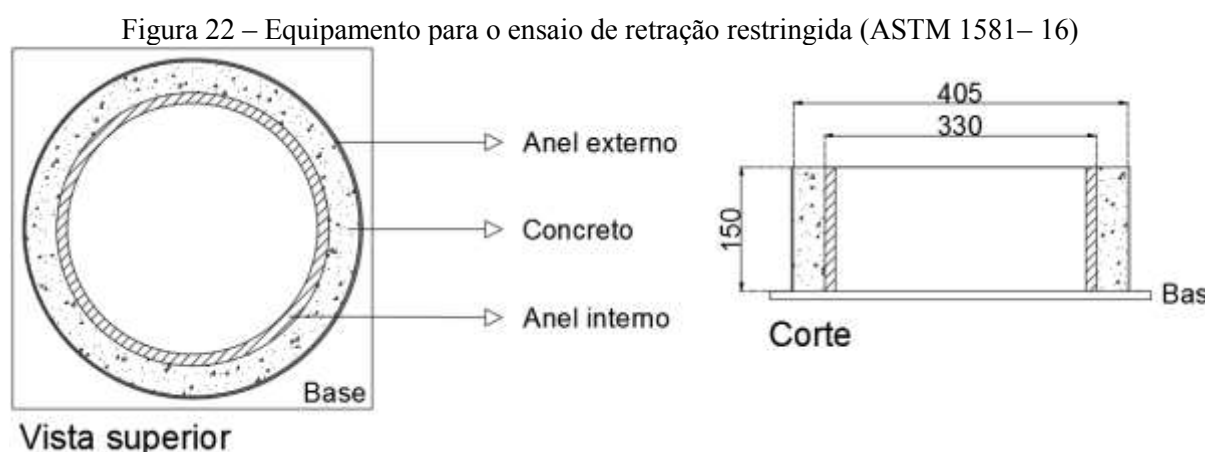 Figura 22 – Equipamento para o ensaio de retração restringida (ASTM 1581– 16)
Anel externo
Concreto
Anel interno
Base
Vista superior
405
330
150
Bas
Corte